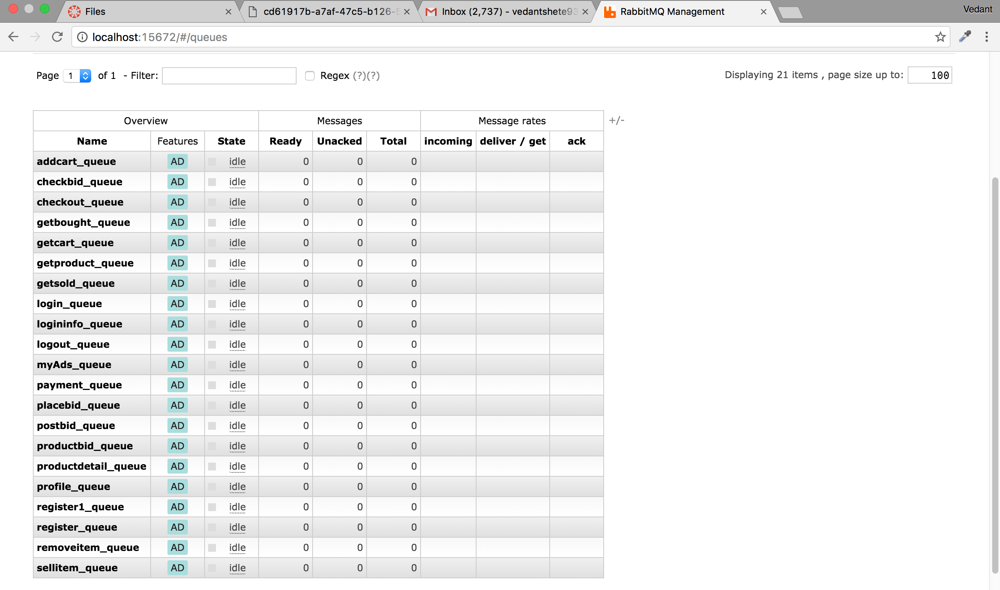 Files cd61917b-a7af-47c5-b126-5 Inbox (2,737) - vedantshete93 RabbitMQ Management Vedant
localhost:15672/#/queues
Page 1 of 1 - Filter: Regex (?)(?) Displaying 21 items , page size up to: 100
Overview Messages Message rates +/-
Name Features State Ready Unacked Total incoming deliver / get ack
addcart_queue AD idle 0 0 0
checkbid_queue AD idle 0 0 0
checkout_queue AD idle 0 0 0
getbought_queue AD idle 0 0 0
getcart_queue AD idle 0 0 0
getproduct_queue AD idle 0 0 0
getsold_queue AD idle 0 0 0
login_queue AD idle 0 0 0
logininfo_queue AD idle 0 0 0
logout_queue AD idle 0 0 0
myAds_queue AD idle 0 0 0
payment_queue AD idle 0 0 0
placebid_queue AD idle 0 0 0
postbid_queue AD idle 0 0 0
productbid_queue AD idle 0 0 0
productdetail_queue AD idle 0 0 0
profile_queue AD idle 0 0 0
register1_queue AD idle 0 0 0
register_queue AD idle 0 0 0
removeitem_queue AD idle 0 0 0
sellitem_queue AD idle 0 0 0